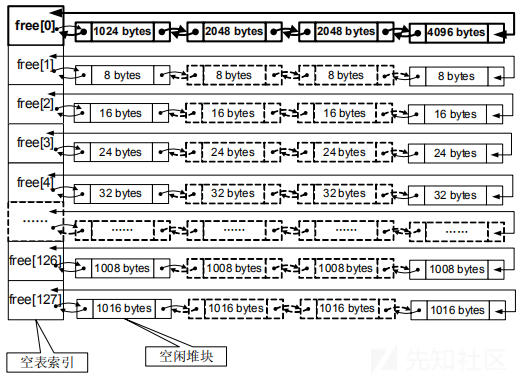 free[0] 1024 bytes 2048 bytes 2048 bytes 4096 bytes
free[1] 8 bytes 8 bytes 8 bytes 8 bytes
free[2] 16 bytes 16 bytes 16 bytes 16 bytes
free[3] 24 bytes 24 bytes 24 bytes 24 bytes
free[4] 32 bytes 32 bytes 32 bytes 32 bytes
…… …… …… …… ……
free[126] 1008 bytes 1008 bytes 1008 bytes 1008 bytes
free[127] 1016 bytes 1016 bytes 1016 bytes 1016 bytes
空表索引 空闲堆块
先知社区